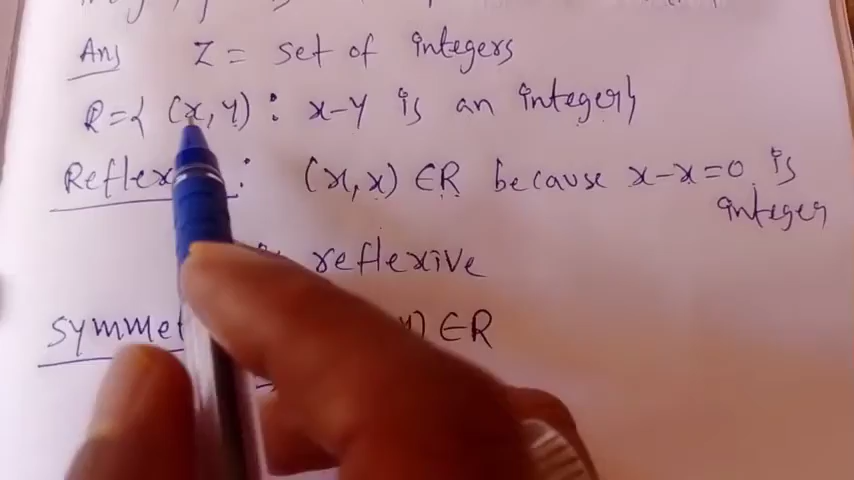 Ans Z = set of integers
R = { (x, y) : x-y is an integer}
Reflex : (x, x) ∈R because x-x=0 is
integer
reflexive
symmet y) ∈R